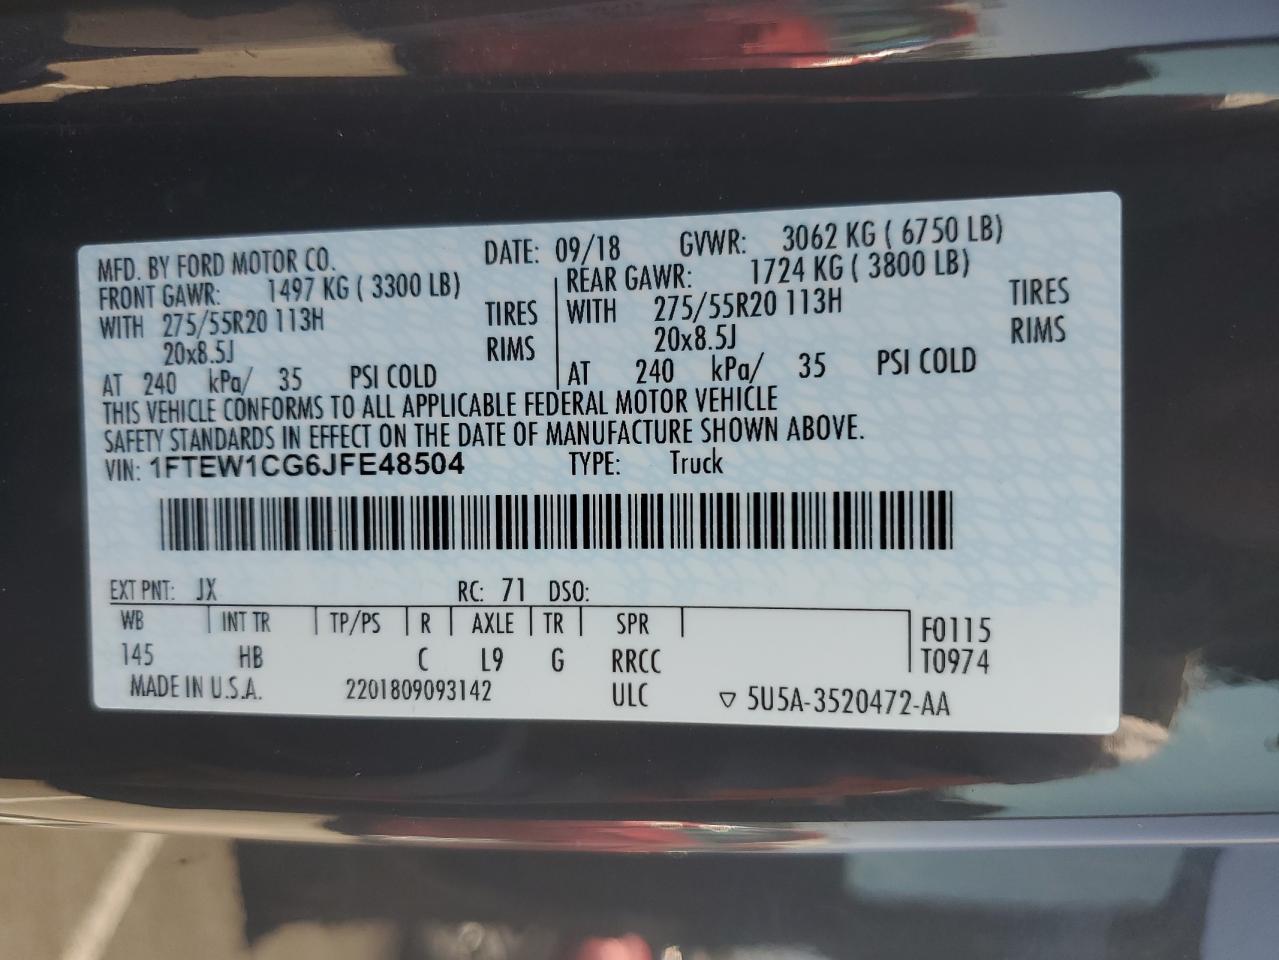 MFD. BY FORD MOTOR CO. DATE: 09/18 GVWR: 3062 KG ( 6750 LB)
FRONT GAWR: 1497 KG ( 3300 LB) REAR GAWR: 1724 KG ( 3800 LB)
WITH 275/55R20 113H TIRES WITH 275/55R20 113H TIRES
20x8.5J RIMS 20x8.5J RIMS
AT 240 kPa/ 35 PSI COLD AT 240 kPa/ 35 PSI COLD
THIS VEHICLE CONFORMS TO ALL APPLICABLE FEDERAL MOTOR VEHICLE
SAFETY STANDARDS IN EFFECT ON THE DATE OF MANUFACTURE SHOWN ABOVE.
VIN: 1FTEW1CG6JFE48504 TYPE: Truck
EXT PNT: JX RC: 71 DSO:
WB INT TR TP/PS R AXLE TR SPR F0115
145 HB C L9 G RRCC T0974
MADE IN U.S.A. 2201809093142 ULC ▽ 5U5A-3520472-AA